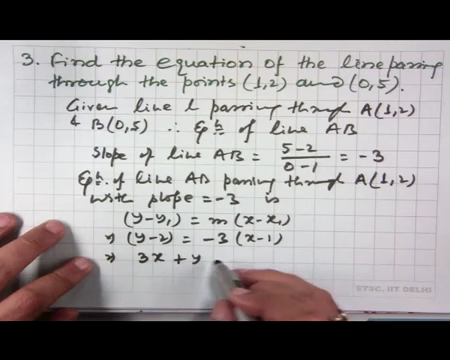 3. Find the equation of the line passing
through the points (1,2) and (0,5).
Given line l passing through A(1,2)
& B(0,5) ∴ Eqn. of line AB
Slope of line AB = (5-2)/(0-1) = -3
Eqn. of line AB passing through A(1,2)
with slope = -3 is
(y-y₁) = m(x-x₁)
⇒ (y-2) = -3(x-1)
⇒ 3x + y
ETSC, IIT DELHI